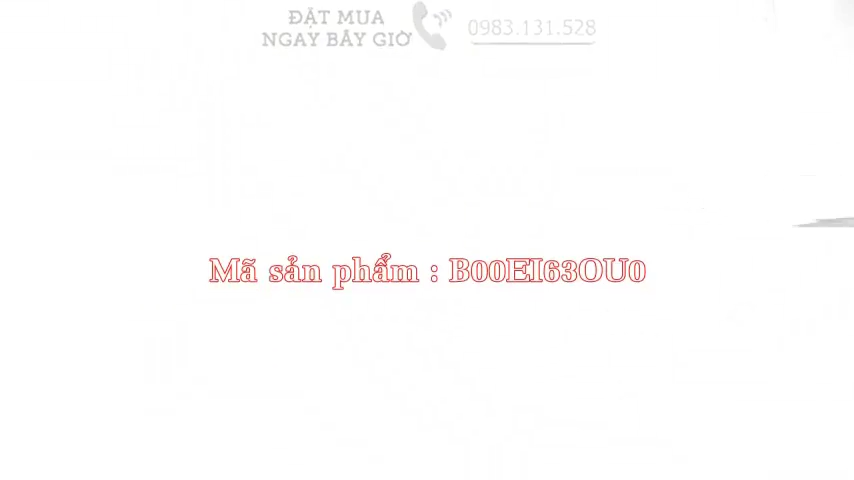 ĐẶT MUA
NGAY BÂY GIỜ
0983.131.528
Mã sản phẩm : B00EI63OU0